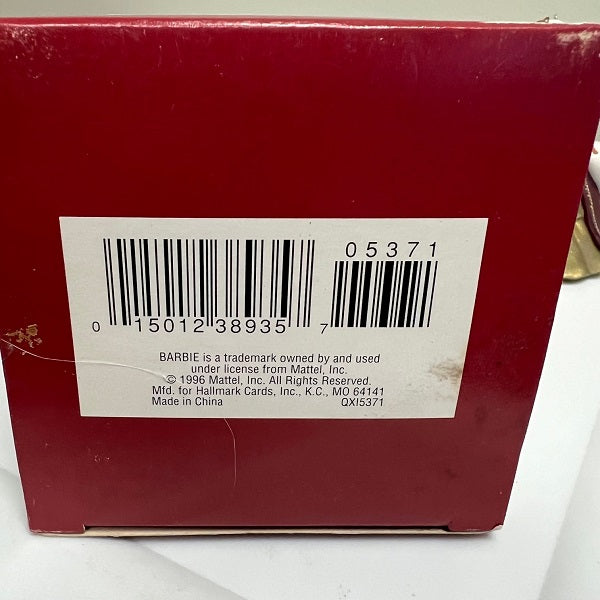 05371
0 15012 38935 7
BARBIE is a trademark owned by and used
under license from Mattel, Inc.
© 1996 Mattel, Inc. All Rights Reserved.
Mfd. for Hallmark Cards, Inc., K.C., MO 64141
Made in China QXI5371